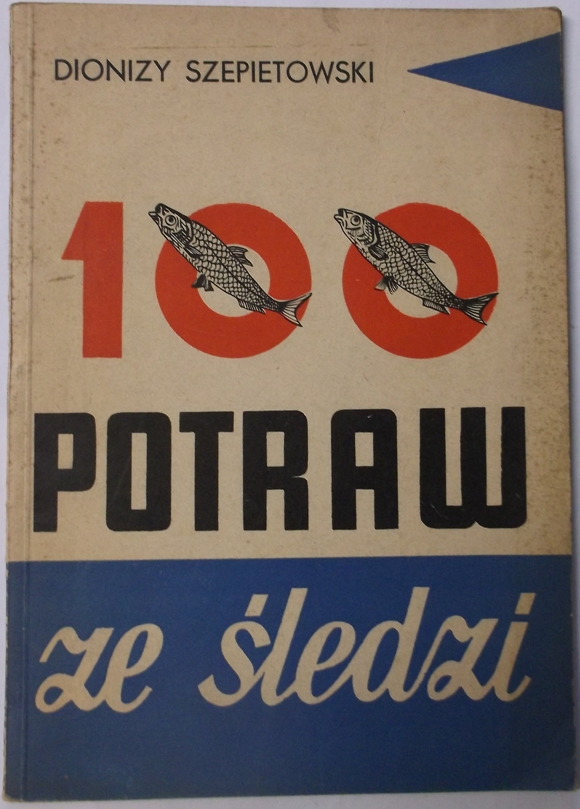 DIONIZY SZEPIETOWSKI
100
POTRAW
ze śledzi